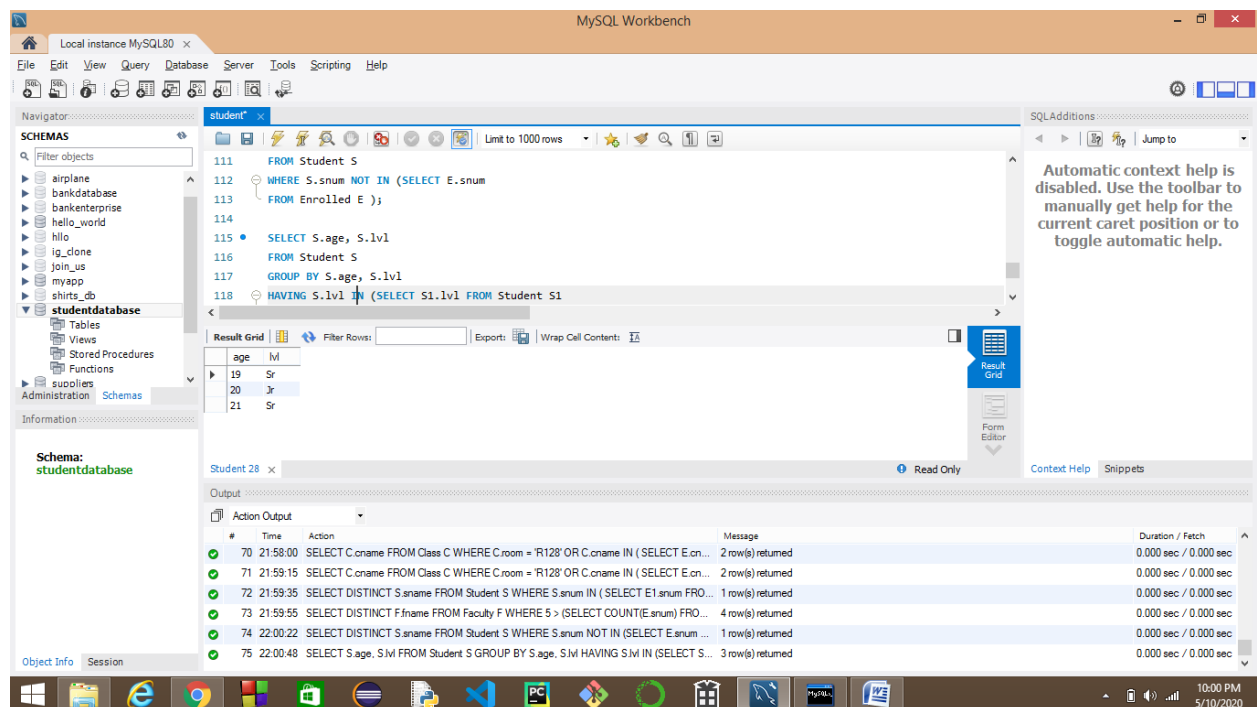 MySQL Workbench
Local instance MySQL80 ×
File Edit View Query Database Server Tools Scripting Help
Navigator
SCHEMAS
Filter objects
airplane
bankdatabase
bankenterprise
hello_world
hllo
ig_clone
join_us
myapp
shirts_db
studentdatabase
Tables
Views
Stored Procedures
Functions
suppliers
Administration Schemas
Information
Schema:
studentdatabase
Object Info Session
student* ×
Limit to 1000 rows
111 FROM Student S
112 WHERE S.snum NOT IN (SELECT E.snum
113 FROM Enrolled E );
114
115 SELECT S.age, S.lvl
116 FROM Student S
117 GROUP BY S.age, S.lvl
118 HAVING S.lvl IN (SELECT S1.lvl FROM Student S1
Result Grid Filter Rows: Export: Wrap Cell Content:
age lvl
19 Sr
20 Jr
21 Sr
Result
Grid
Form
Editor
Student 28 × Read Only
SQLAdditions
Jump to
Automatic context help is
disabled. Use the toolbar to
manually get help for the
current caret position or to
toggle automatic help.
Context Help Snippets
Output
Action Output
# Time Action Message Duration / Fetch
70 21:58:00 SELECT C.cname FROM Class C WHERE C.room = 'R128' OR C.cname IN ( SELECT E.cn... 2 row(s) returned 0.000 sec / 0.000 sec
71 21:59:15 SELECT C.cname FROM Class C WHERE C.room = 'R128' OR C.cname IN ( SELECT E.cn... 2 row(s) returned 0.000 sec / 0.000 sec
72 21:59:35 SELECT DISTINCT S.sname FROM Student S WHERE S.snum IN ( SELECT E1.snum FRO... 1 row(s) returned 0.000 sec / 0.000 sec
73 21:59:55 SELECT DISTINCT F.fname FROM Faculty F WHERE 5 > (SELECT COUNT(E.snum) FRO... 4 row(s) returned 0.000 sec / 0.000 sec
74 22:00:22 SELECT DISTINCT S.sname FROM Student S WHERE S.snum NOT IN (SELECT E.snum ... 1 row(s) returned 0.000 sec / 0.000 sec
75 22:00:48 SELECT S.age, S.lvl FROM Student S GROUP BY S.age, S.lvl HAVING S.lvl IN (SELECT S... 3 row(s) returned 0.000 sec / 0.000 sec
10:00 PM
5/10/2020